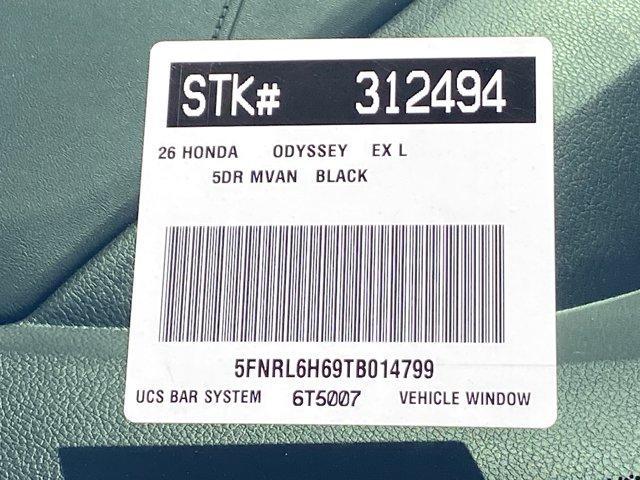 STK# 312494
26 HONDA ODYSSEY EX L
5DR MVAN BLACK
5FNRL6H69TB014799
UCS BAR SYSTEM 6T5007 VEHICLE WINDOW